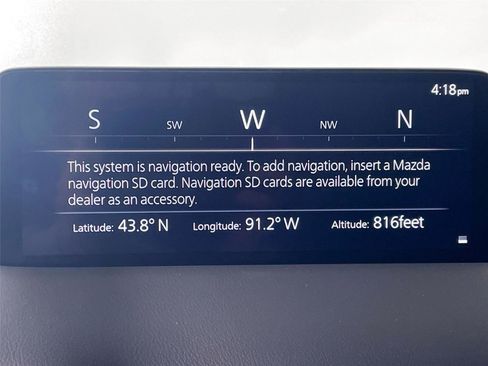 4:18pm
S SW W NW N
This system is navigation ready. To add navigation, insert a Mazda
navigation SD card. Navigation SD cards are available from your
dealer as an accessory.
Latitude: 43.8° N Longitude: 91.2° W Altitude: 816feet